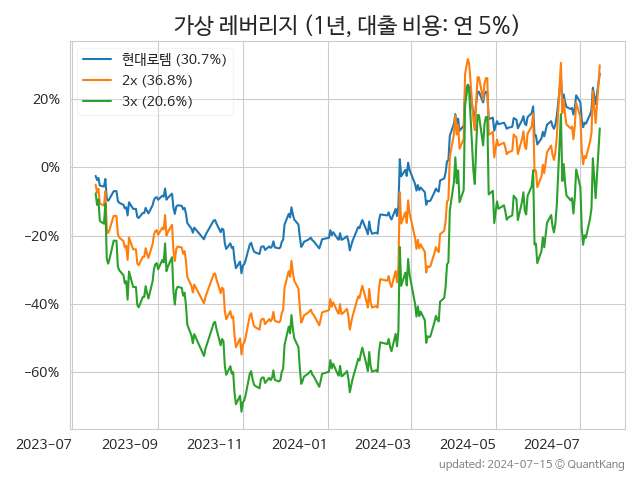 가상 레버리지 (1년, 대출 비용: 연 5%)
현대로템 (30.7%)
2x (36.8%)
3x (20.6%)
20%
0%
−20%
−40%
−60%
2023-07
2023-09
2023-11
2024-01
2024-03
2024-05
2024-07
updated: 2024-07-15 © QuantKang